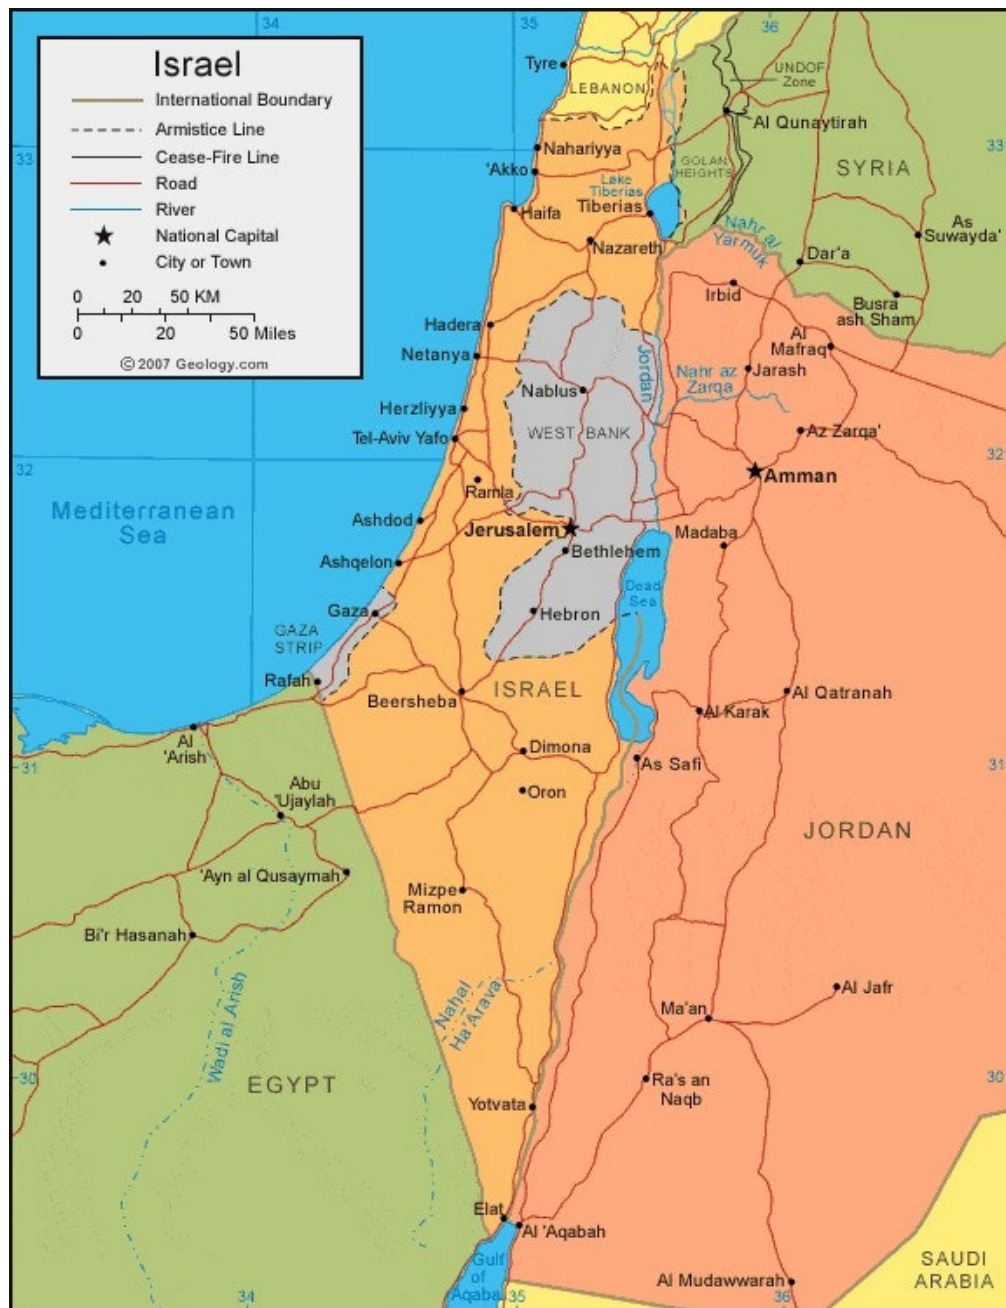 34
35
36
Israel
International Boundary
Armistice Line
Cease-Fire Line
Road
River
National Capital
City or Town
0 20 50 KM
0 20 50 Miles
© 2007 Geology.com
Tyre
LEBANON
UNDOF
Zone
Al Qunaytirah
33
33
Nahariyya
'Akko
GOLAN
HEIGHTS
SYRIA
Lake
Tiberias
Tiberias
Haifa
Nahr al
Yarmuk
As
Suwayda'
Nazareth
Dar'a
Irbid
Busra
ash Sham
Hadera
Al
Mafraq
Netanya
Jordan
Nahr az
Zarqa
Jarash
Nablus
Herzliyya
WEST BANK
Tel-Aviv Yafo
Az Zarqa'
32
32
Amman
Ramla
Mediterranean
Sea
Ashdod
Jerusalem
Madaba
Bethlehem
Ashqelon
Dead
Sea
Gaza
Hebron
GAZA
STRIP
Rafah
Beersheba
ISRAEL
Al Qatranah
Al Karak
Al
'Arish
Dimona
31
31
As Safi
Abu
'Ujaylah
Oron
JORDAN
'Ayn al Qusaymah
Mizpe
Ramon
Bi'r Hasanah
Nahal
Ha'Arava
Al Jafr
Wadi al Arish
Ma'an
30
30
EGYPT
Ra's an
Naqb
Yotvata
Elat
Al 'Aqabah
Gulf
of
Aqaba
SAUDI
ARABIA
Al Mudawwarah
34
35
36